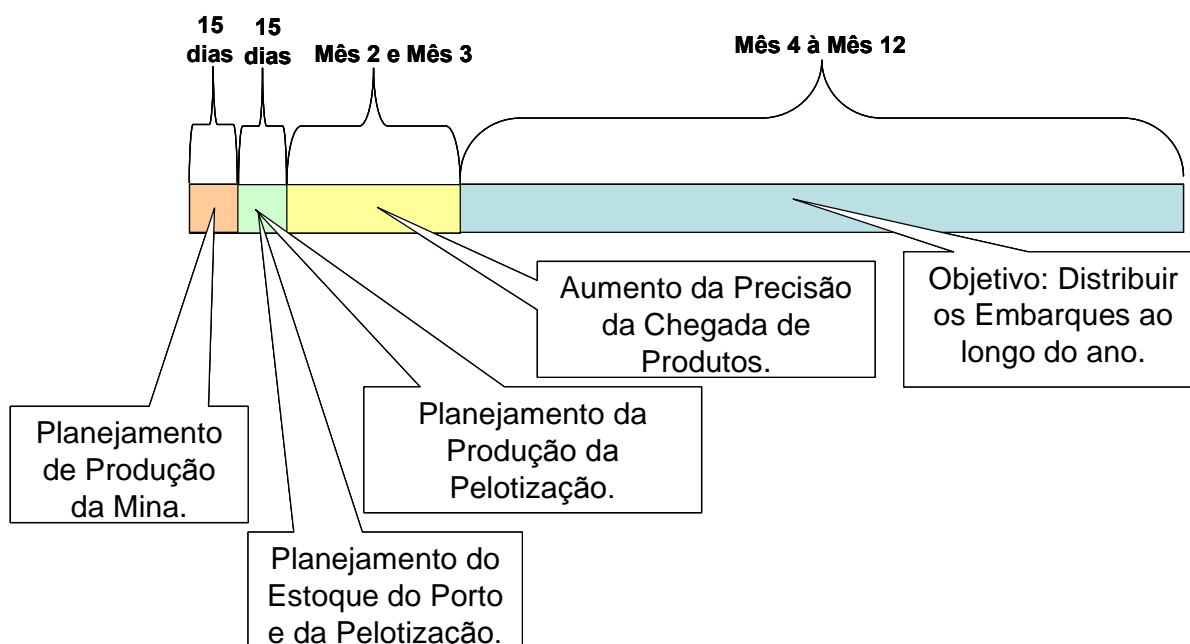 15
dias
15
dias
Mês 2 e Mês 3
Mês 4 à Mês 12
Aumento da Precisão
da Chegada de
Produtos.
Objetivo: Distribuir
os Embarques ao
longo do ano.
Planejamento
de Produção
da Mina.
Planejamento da
Produção da
Pelotização.
Planejamento do
Estoque do Porto
e da Pelotização.